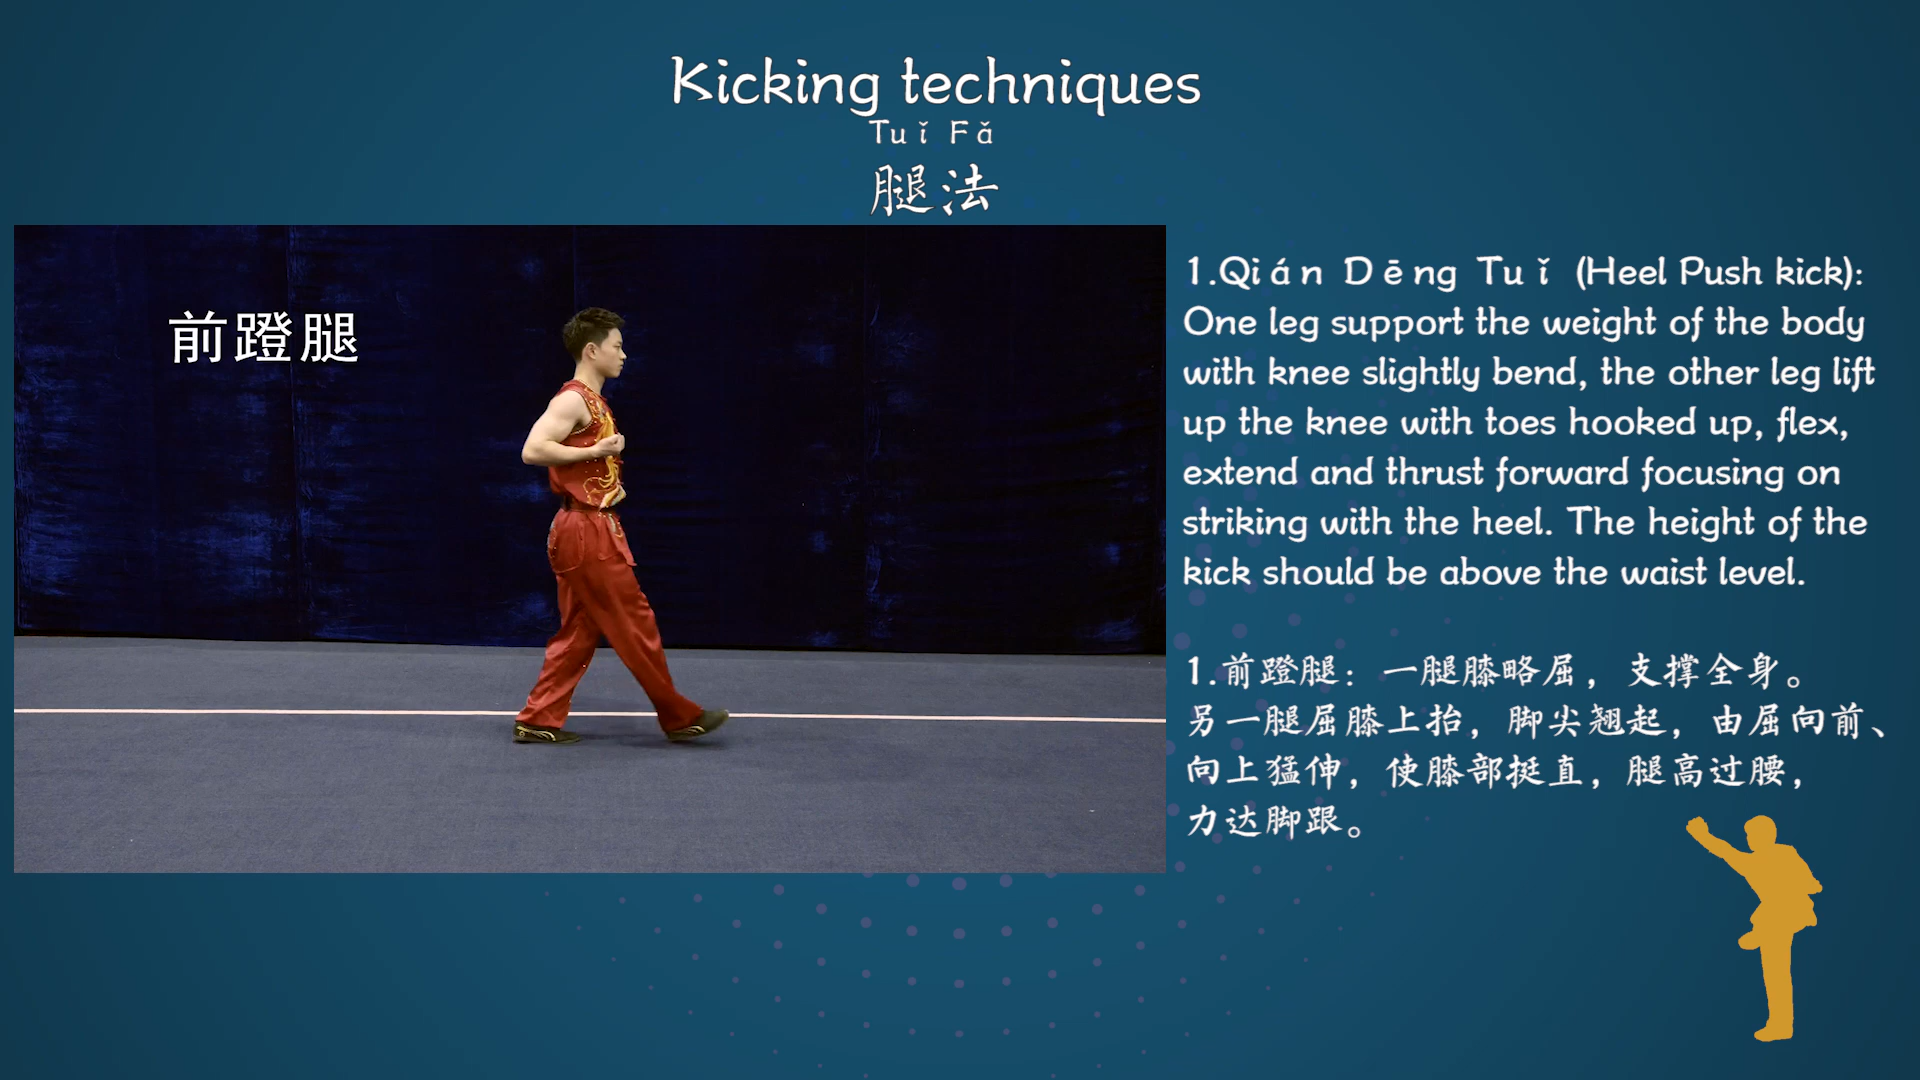 Kicking techniques
Tuǐ Fǎ
腿法
前蹬腿
1.Qián Dēng Tuǐ (Heel Push kick):
One leg support the weight of the body
with knee slightly bend, the other leg lift
up the knee with toes hooked up, flex,
extend and thrust forward focusing on
striking with the heel. The height of the
kick should be above the waist level.
1.前蹬腿：一腿膝略屈，支撑全身。
另一腿屈膝上抬，脚尖翘起，由屈向前、
向上猛伸，使膝部挺直，腿高过腰，
力达脚跟。